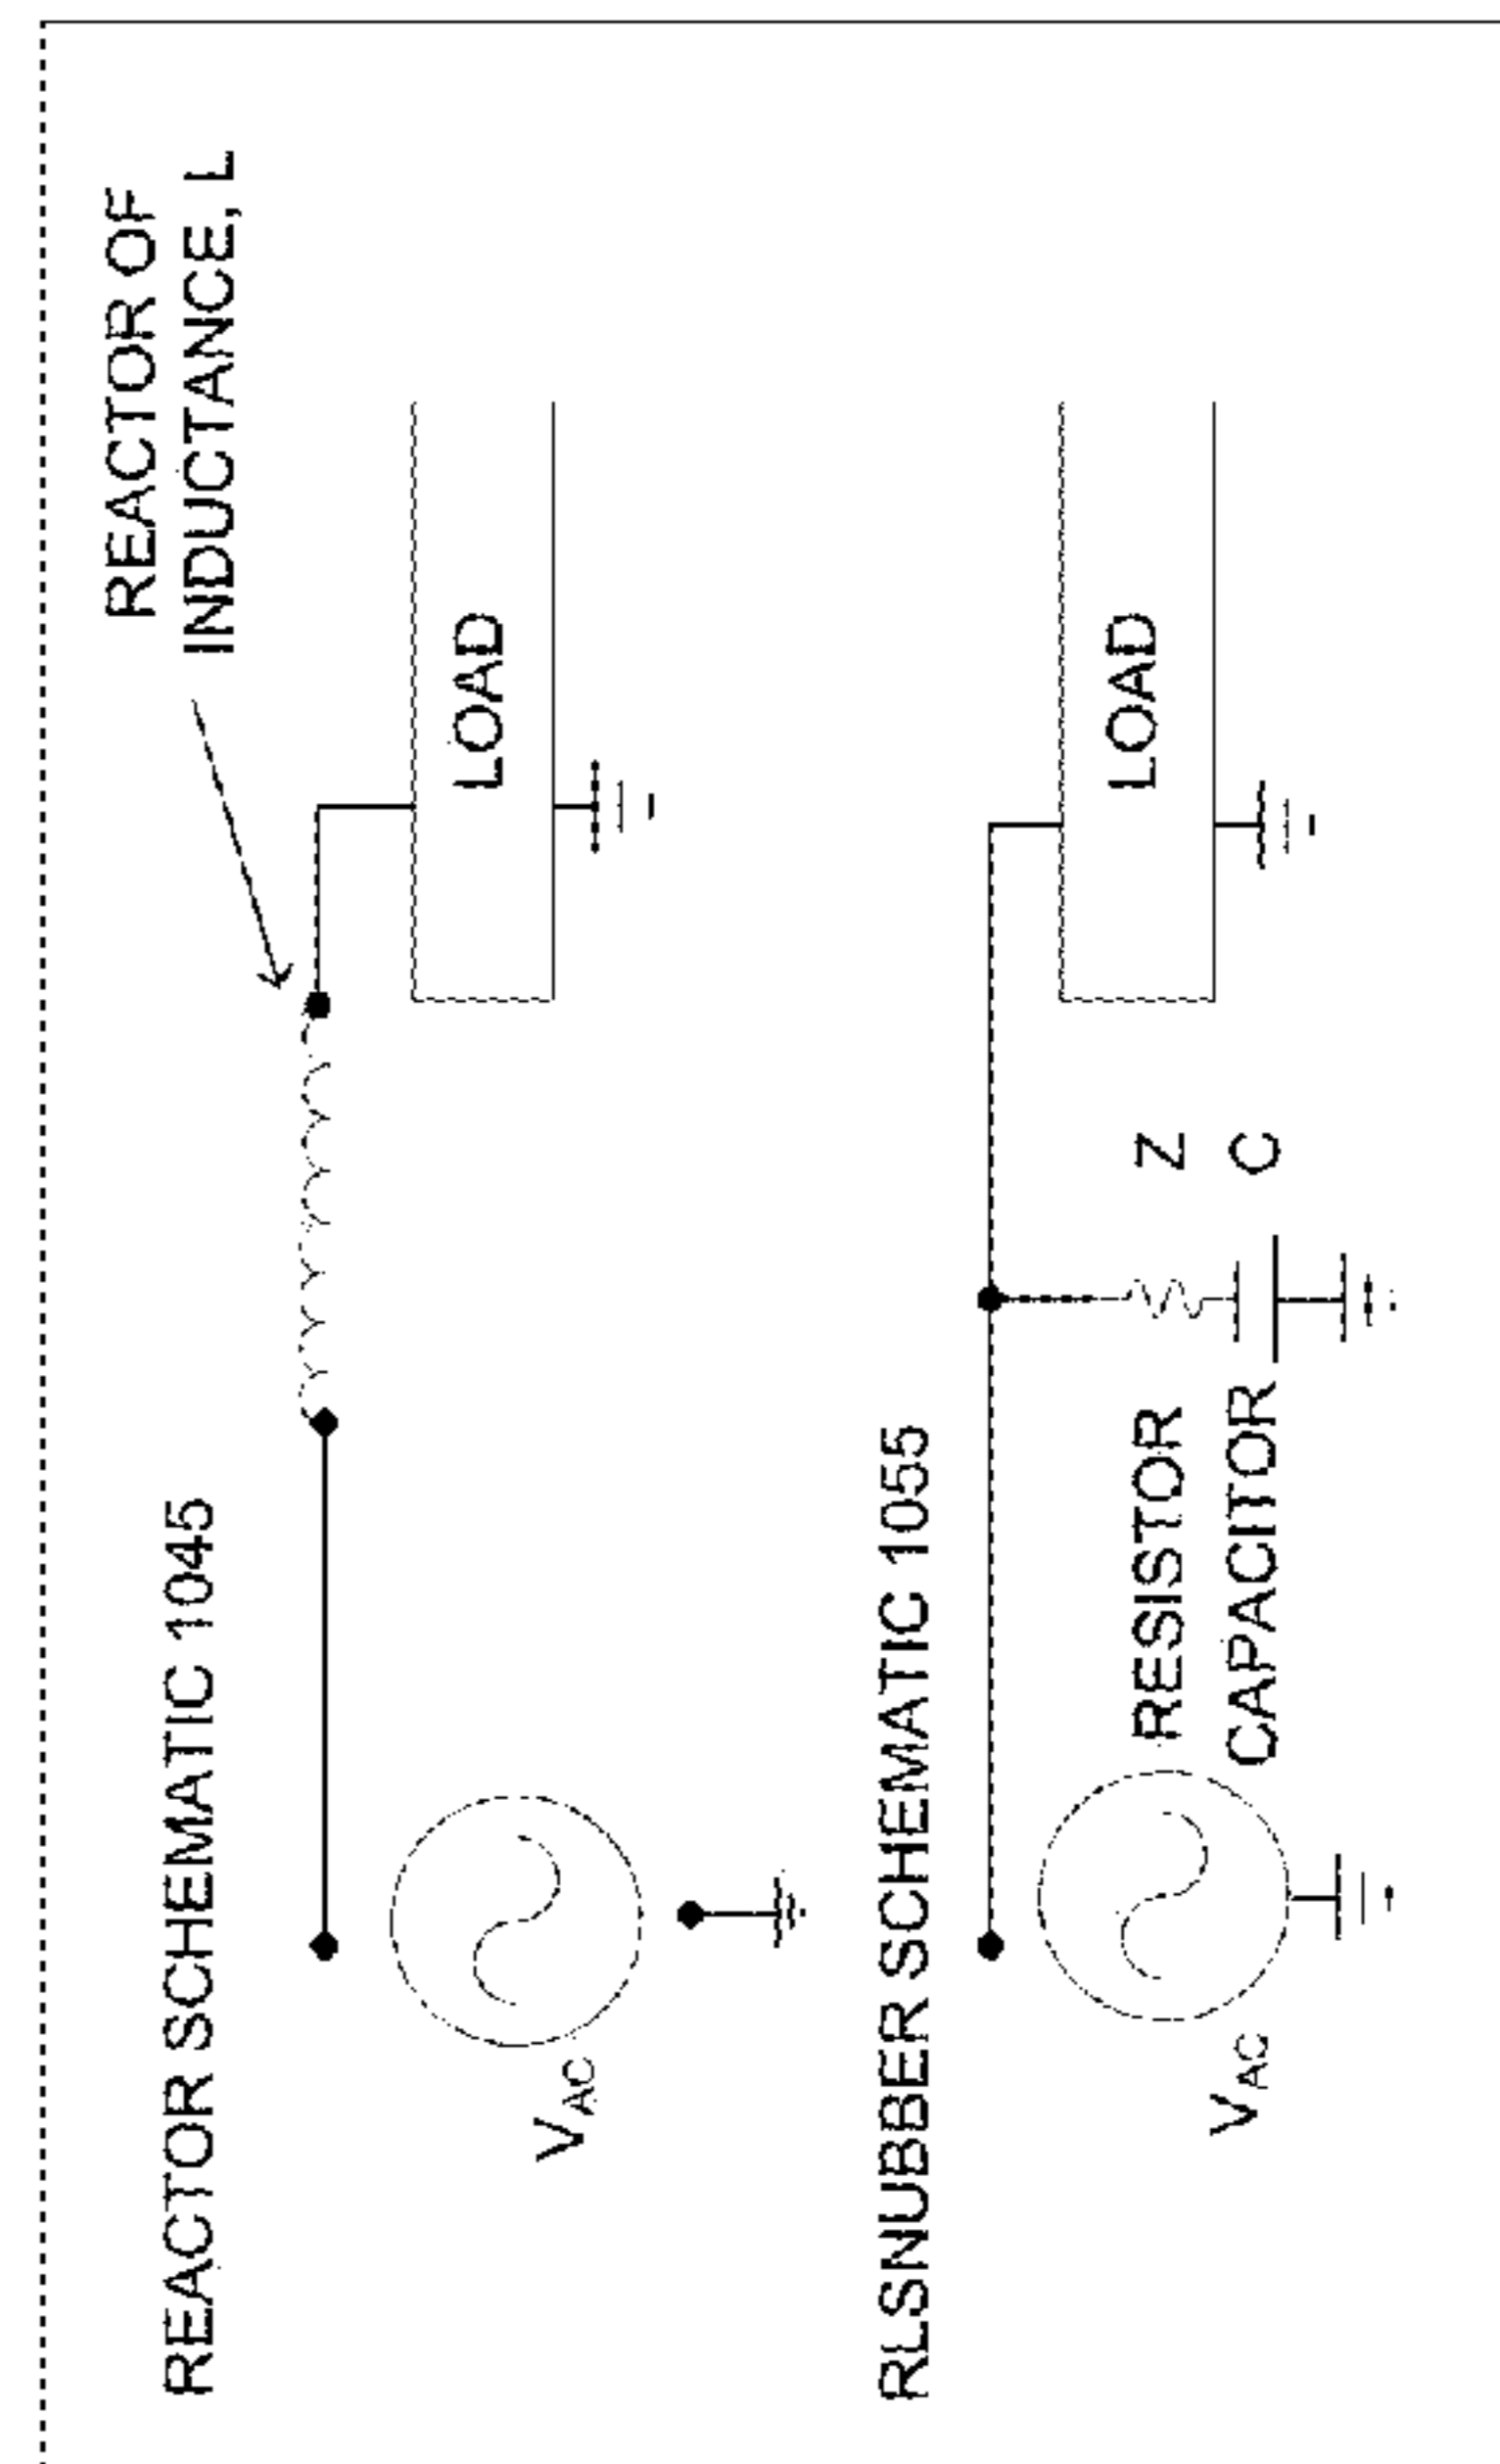 REACTOR SCHEMATIC 1045
REACTOR OF
INDUCTANCE, L
LOAD
VAC
RLSNUBBER SCHEMATIC 1055
LOAD
RESISTOR Z
CAPACITOR C
VAC